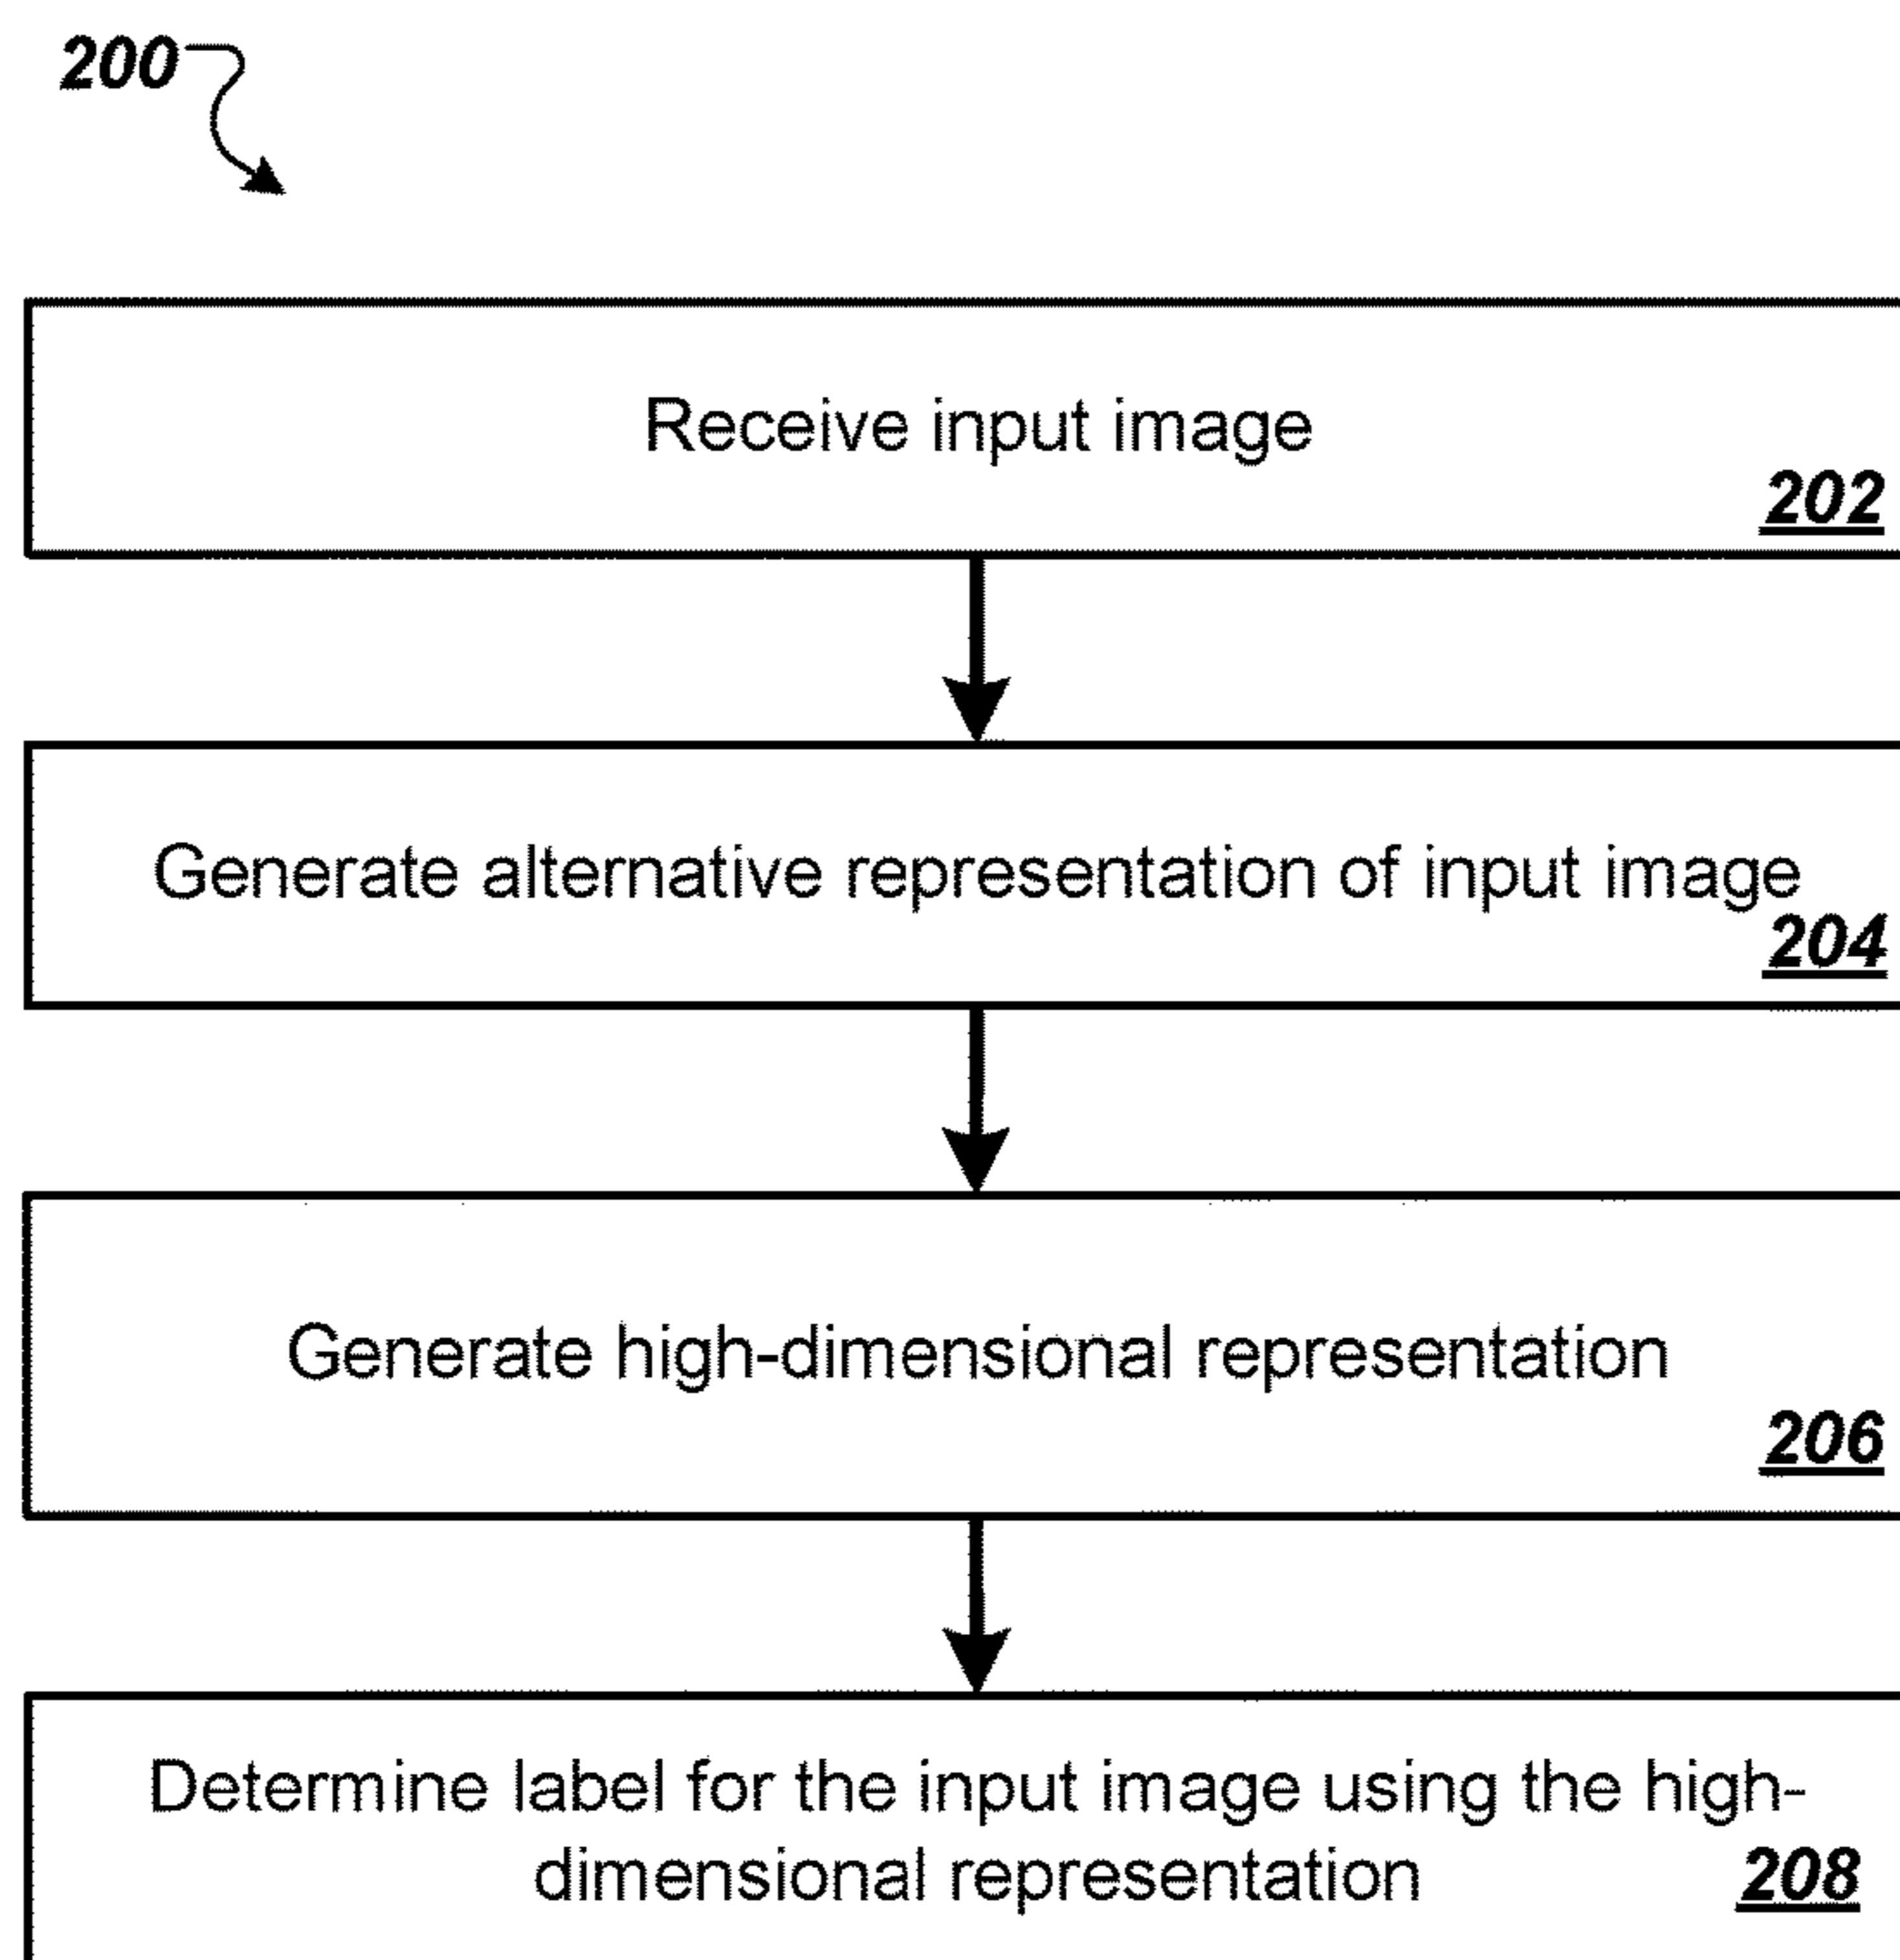 200
Receive input image
202
Generate alternative representation of input image
204
Generate high-dimensional representation
206
Determine label for the input image using the high-
dimensional representation
208